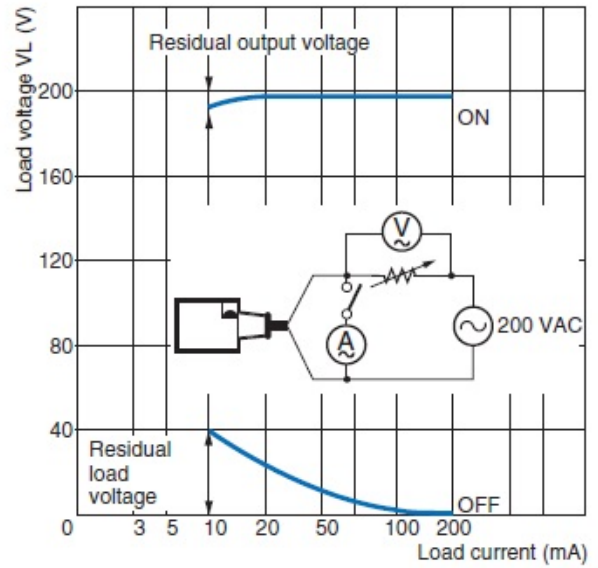 Load voltage VL (V)
Residual output voltage
200
ON
160
V
120
200 VAC
A
80
40
Residual
load
voltage
OFF
0 3 5 10 20 50 100 200
Load current (mA)